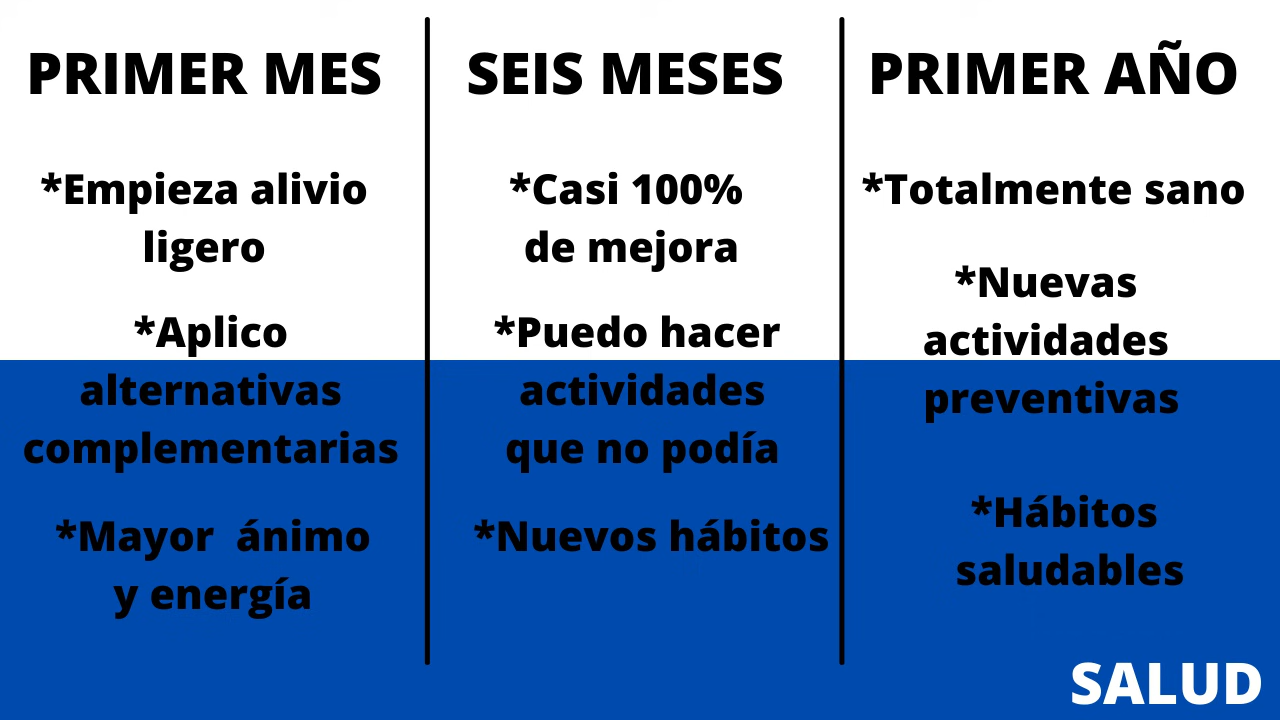 PRIMER MES
*Empieza alivio
ligero
*Aplico
alternativas
complementarias
*Mayor  ánimo
y energía
SEIS MESES
*Casi 100%
de mejora
*Puedo hacer
actividades
que no podía
*Nuevos hábitos
PRIMER AÑO
*Totalmente sano
*Nuevas
actividades
preventivas
*Hábitos
saludables
SALUD